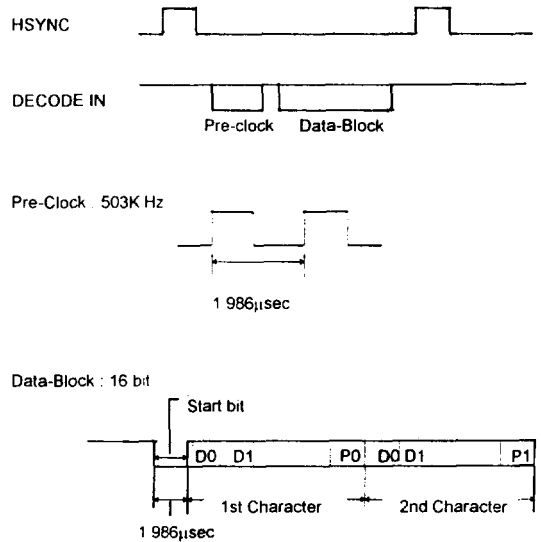 HSYNC
DECODE IN
Pre-clock Data-Block
Pre-Clock : 503K Hz
1 986µsec
Data-Block : 16 bit
Start bit
D0 D1 P0 D0 D1 P1
1st Character 2nd Character
1 986µsec